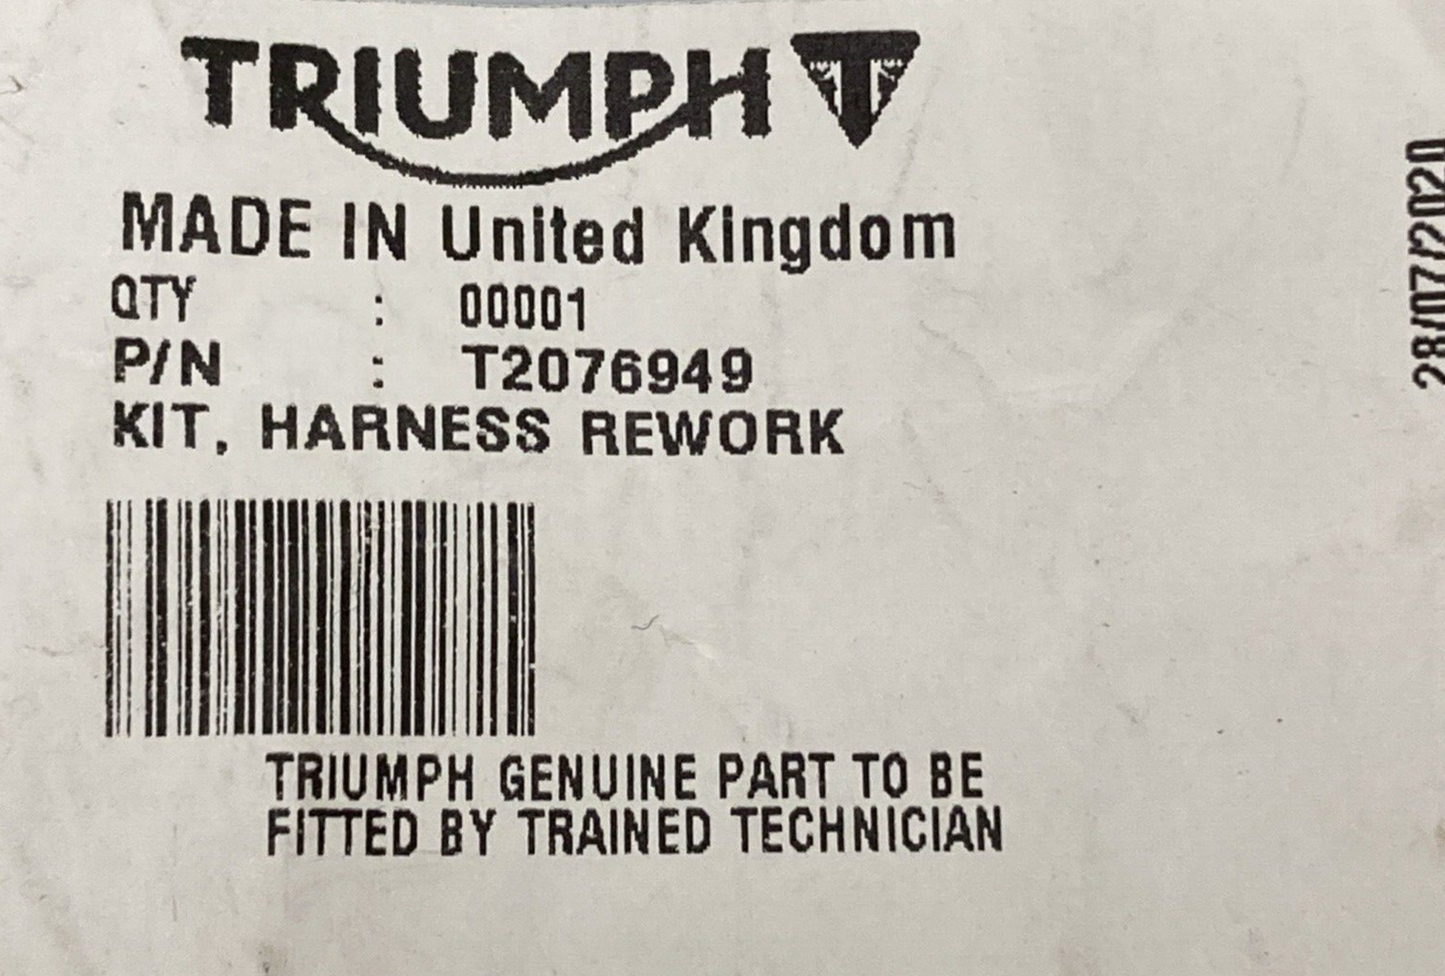 TRIUMPH
MADE IN United Kingdom
QTY : 00001
P/N : T2076949
KIT, HARNESS REWORK
TRIUMPH GENUINE PART TO BE
FITTED BY TRAINED TECHNICIAN
28/07/2020